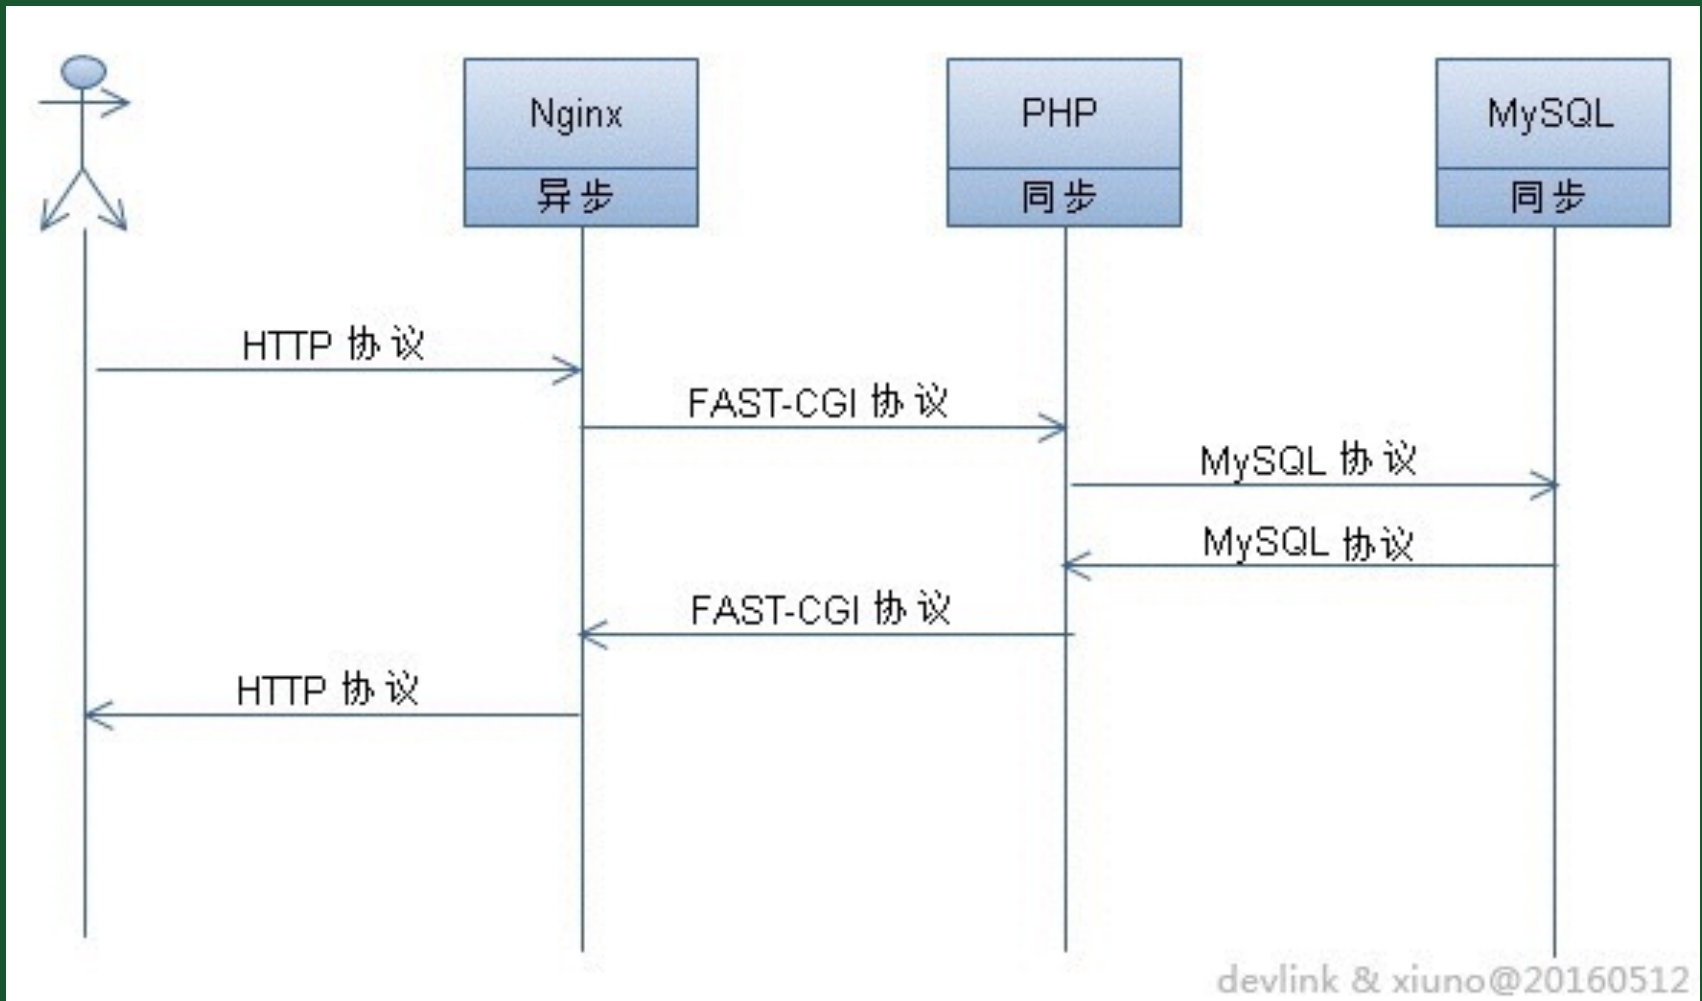 Nginx
异步
PHP
同步
MySQL
同步
HTTP 协议
FAST-CGI 协议
MySQL 协议
MySQL 协议
FAST-CGI 协议
HTTP 协议
devlink & xiuno@20160512